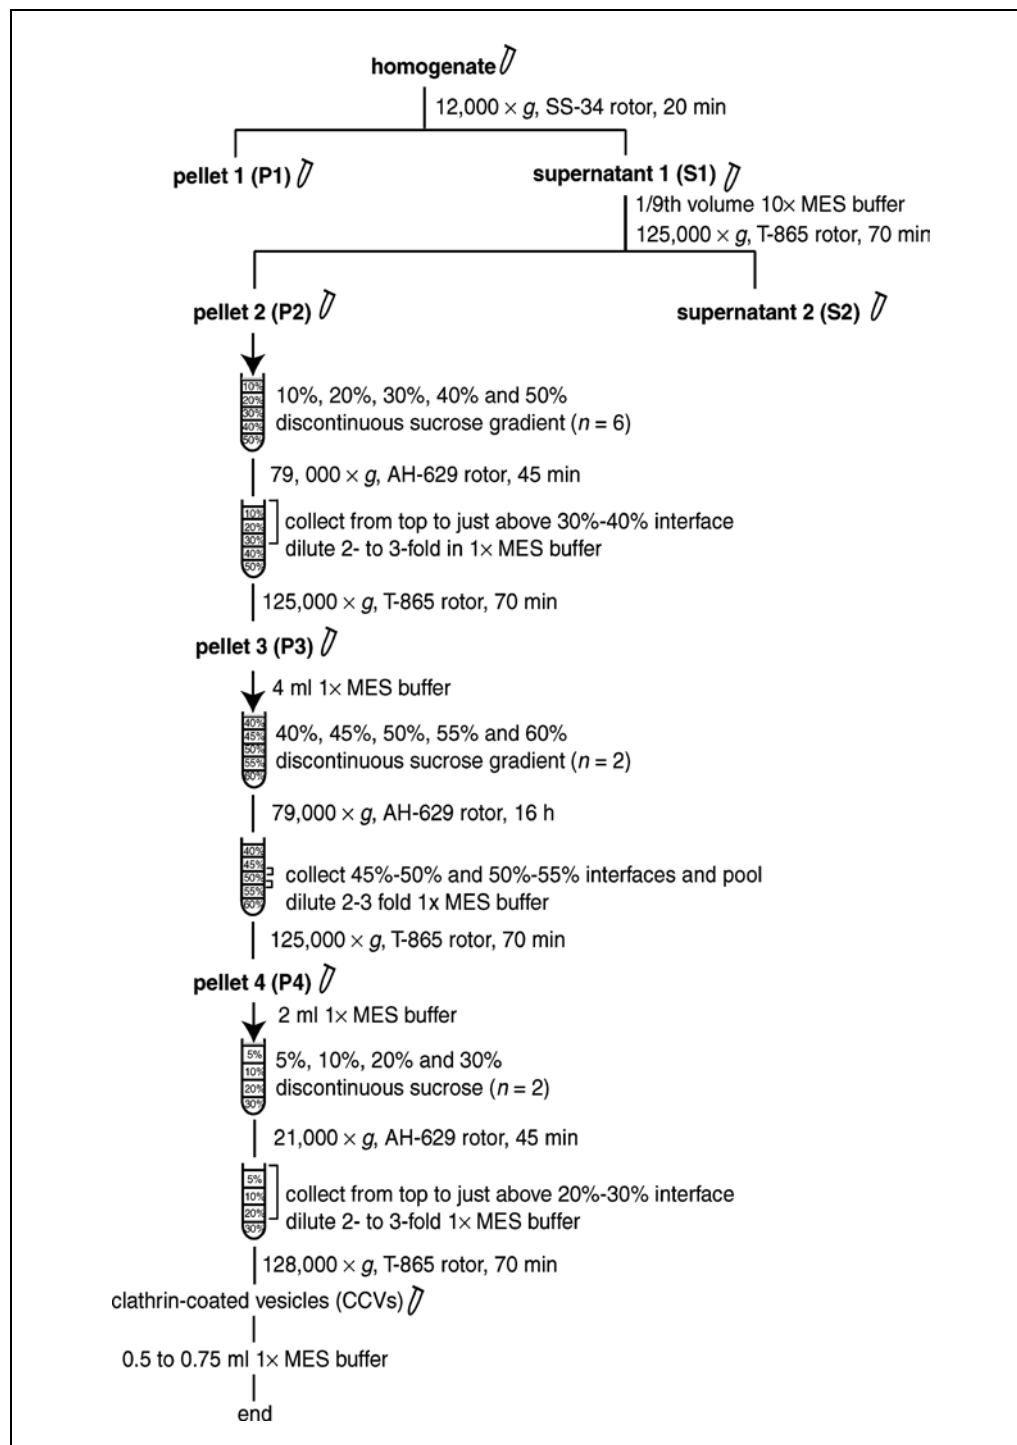 homogenate
12,000 × g, SS-34 rotor, 20 min
pellet 1 (P1)
supernatant 1 (S1)
1/9th volume 10× MES buffer
125,000 × g, T-865 rotor, 70 min
pellet 2 (P2)
supernatant 2 (S2)
10%
20%
30%
40%
50%
10%, 20%, 30%, 40% and 50%
discontinuous sucrose gradient (n = 6)
79, 000 × g, AH-629 rotor, 45 min
10%
20%
30%
40%
50%
collect from top to just above 30%-40% interface
dilute 2- to 3-fold in 1× MES buffer
125,000 × g, T-865 rotor, 70 min
pellet 3 (P3)
4 ml 1× MES buffer
40%
45%
50%
55%
60%
40%, 45%, 50%, 55% and 60%
discontinuous sucrose gradient (n = 2)
79,000 × g, AH-629 rotor, 16 h
40%
45%
50%
55%
60%
collect 45%-50% and 50%-55% interfaces and pool
dilute 2-3 fold 1x MES buffer
125,000 × g, T-865 rotor, 70 min
pellet 4 (P4)
2 ml 1× MES buffer
5%
10%
20%
30%
5%, 10%, 20% and 30%
discontinuous sucrose (n = 2)
21,000 × g, AH-629 rotor, 45 min
5%
10%
20%
30%
collect from top to just above 20%-30% interface
dilute 2- to 3-fold 1× MES buffer
128,000 × g, T-865 rotor, 70 min
clathrin-coated vesicles (CCVs)
0.5 to 0.75 ml 1× MES buffer
end